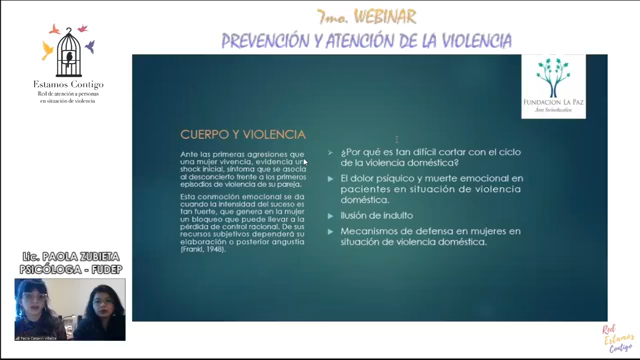 7mo. WEBINAR
PREVENCIÓN Y ATENCIÓN DE LA VIOLENCIA
Estamos Contigo
Red de atención a personas
en situación de violencia
FUNDACION LA PAZ
Área Socioeducativa
CUERPO Y VIOLENCIA
Ante las primeras agresiones que
una mujer vivencia, evidencia un
shock inicial, síntoma que se asocia
al desconcierto frente a los primeros
episodios de violencia de su pareja.
Esta conmoción emocional se da
cuando la intensidad del suceso es
tan fuerte, que genera en la mujer
un bloqueo que puede llevar a la
pérdida de control racional. De sus
recursos subjetivos dependerá su
elaboración o posterior angustia
(Frankl, 1948).
¿Por qué es tan difícil cortar con el ciclo
de la violencia doméstica?
El dolor psíquico y muerte emocional en
pacientes en situación de violencia
doméstica.
Ilusión de indulto
Mecanismos de defensa en mujeres en
situación de violencia doméstica.
Lic. PAOLA ZUBIETA
PSICÓLOGA - FUDEP
Red
Estamos
Contigo